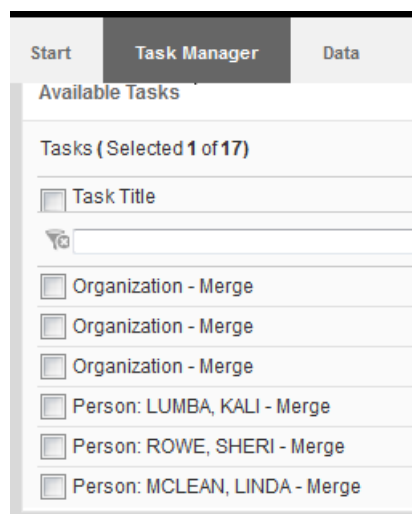 Start Task Manager Data
Available Tasks
Tasks ( Selected 1 of 17)
Task Title
Organization - Merge
Organization - Merge
Organization - Merge
Person: LUMBA, KALI - Merge
Person: ROWE, SHERI - Merge
Person: MCLEAN, LINDA - Merge